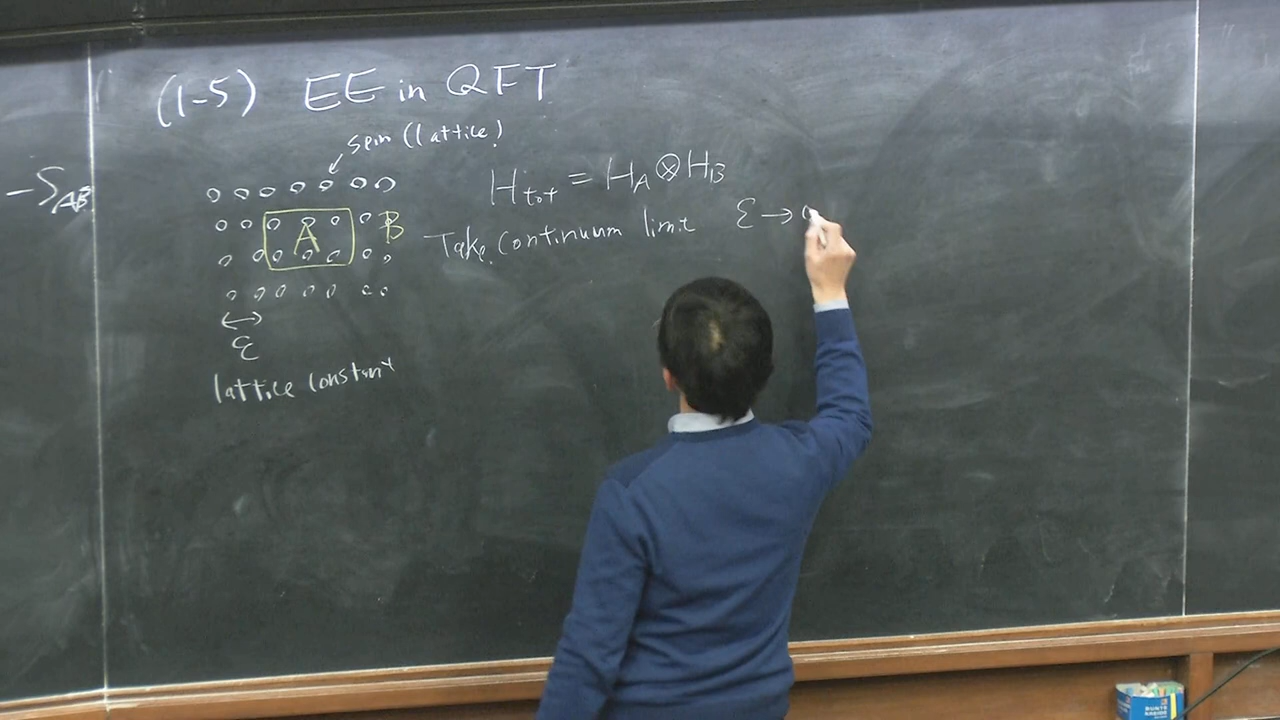 (1-5) EE in QFT
spin (lattice)
-S_AB
H_tot = H_A ⊗ H_B
A
B
Take continuum limit ε → 0
ε
lattice constant